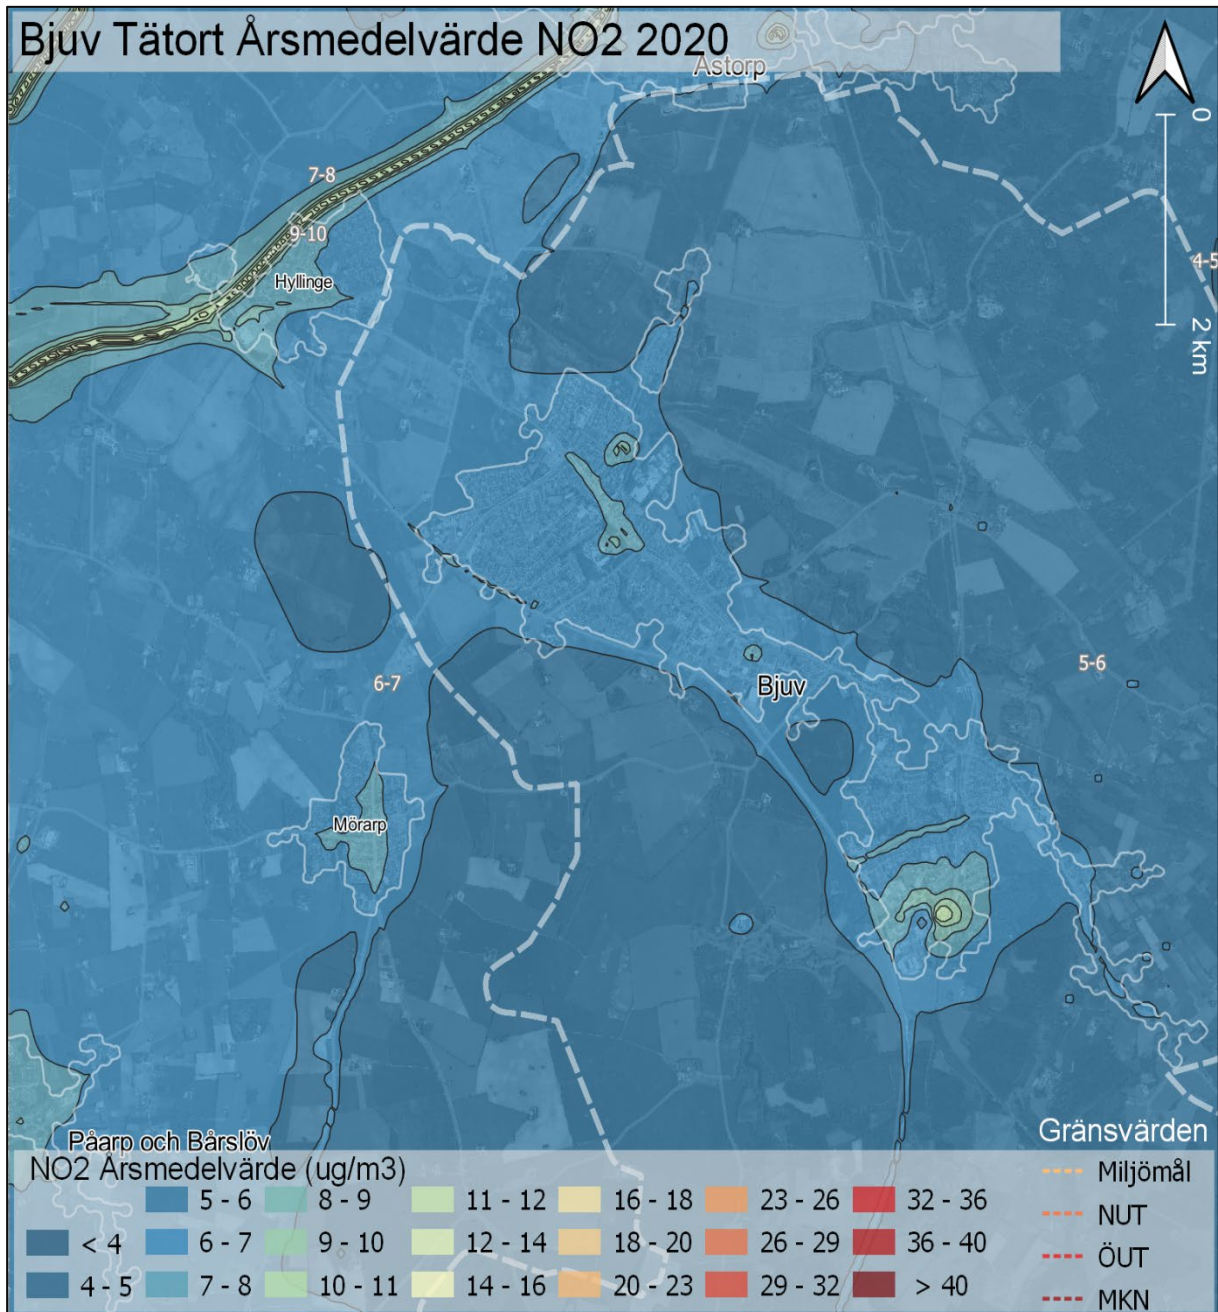 Bjuv Tätort Årsmedelvärde NO2 2020
Åstorp
0
2 km
7-8
9-10
Hyllinge
4-5
5-6
6-7
Bjuv
Mörarp
Påarp och Bårslöv
Gränsvärden
Miljömål
NUT
ÖUT
MKN
NO2 Årsmedelvärde (ug/m3)
5 - 6 8 - 9 11 - 12 16 - 18 23 - 26 32 - 36
< 4 6 - 7 9 - 10 12 - 14 18 - 20 26 - 29 36 - 40
4 - 5 7 - 8 10 - 11 14 - 16 20 - 23 29 - 32 > 40